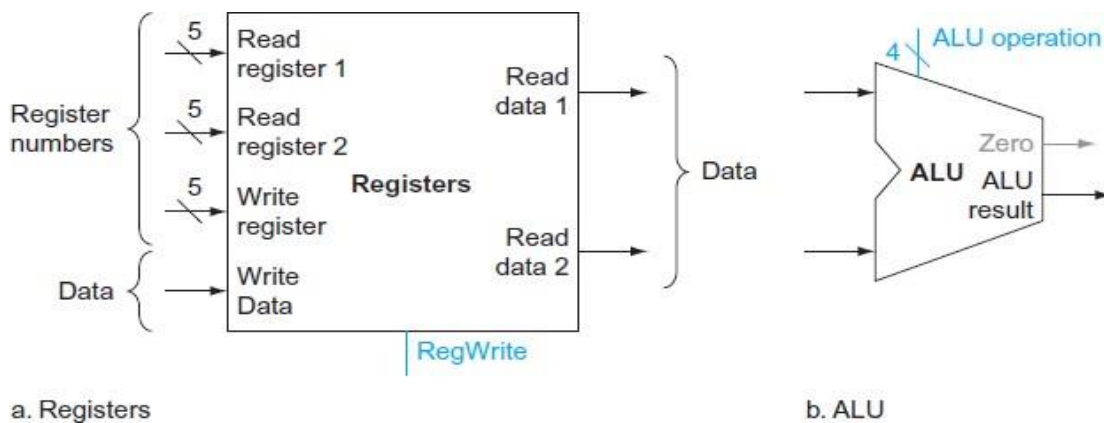 Register
numbers
Data
5
Read
register 1
5
Read
register 2
5
Write
register
Write
Data
Registers
Read
data 1
Read
data 2
RegWrite
Data
a. Registers
4
ALU operation
Zero
ALU
ALU
result
b. ALU